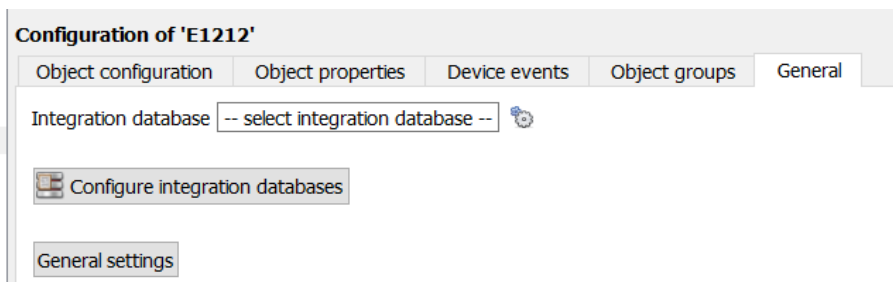 Configuration of 'E1212'
Object configuration Object properties Device events Object groups General
Integration database -- select integration database --
Configure integration databases
General settings